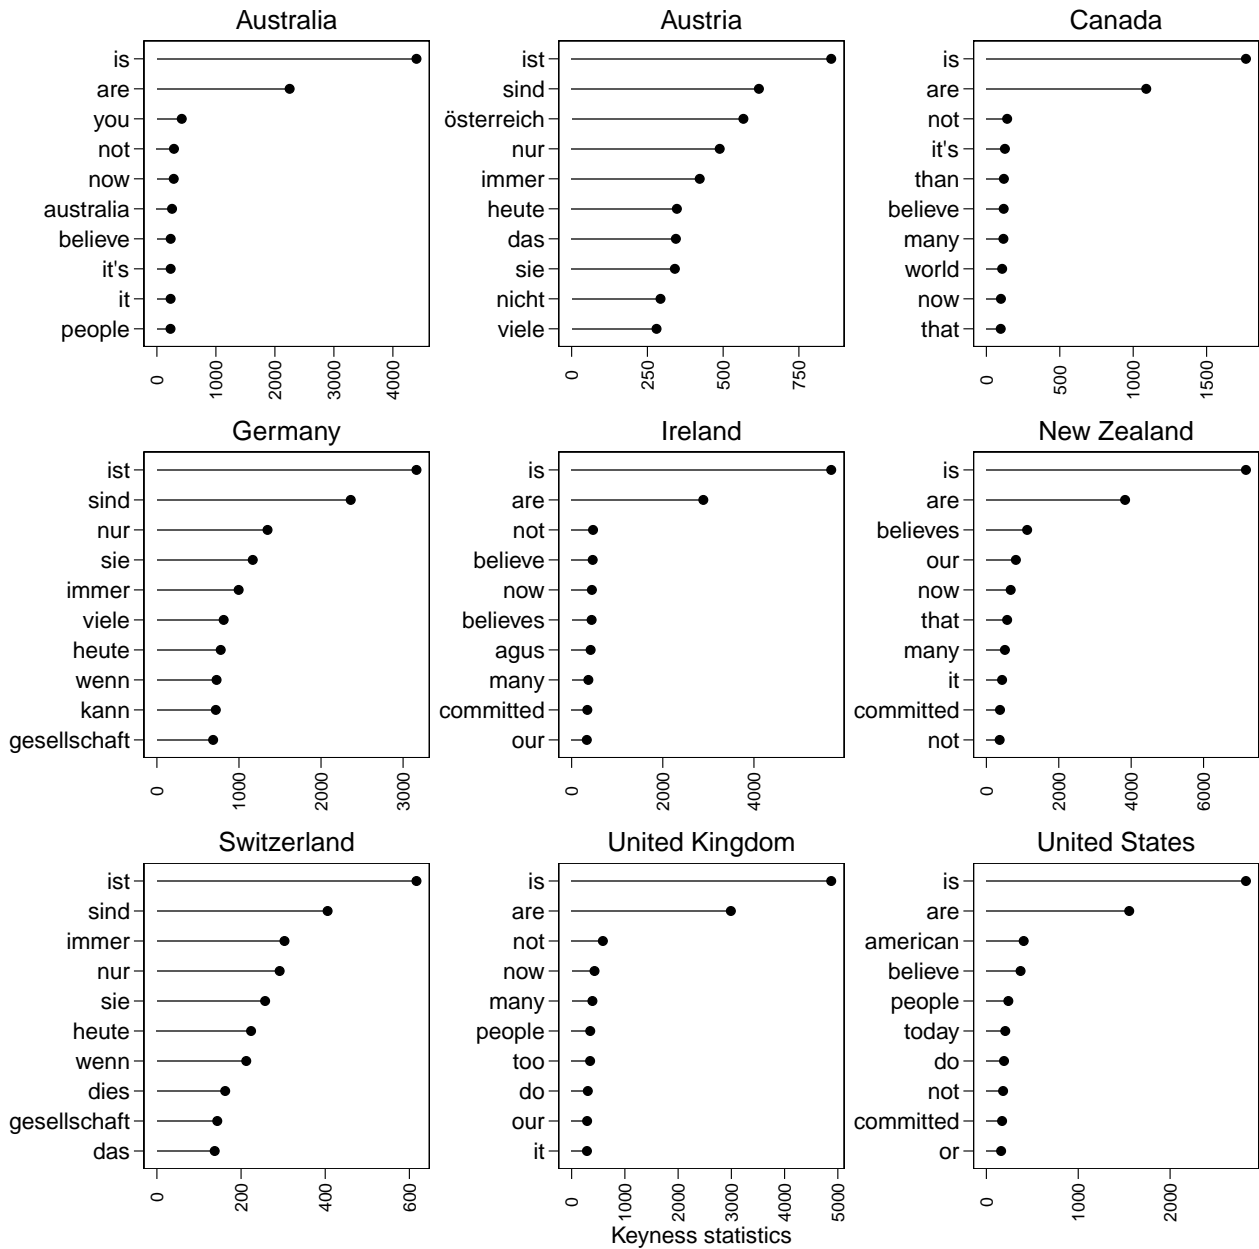 Australia
is
are
you
not
now
australia
believe
it's
it
people
0 1000 2000 3000 4000
Austria
ist
sind
österreich
nur
immer
heute
das
sie
nicht
viele
0 250 500 750
Canada
is
are
not
it's
than
believe
many
world
now
that
0 500 1000 1500
Germany
ist
sind
nur
sie
immer
viele
heute
wenn
kann
gesellschaft
0 1000 2000 3000
Ireland
is
are
not
believe
now
believes
agus
many
committed
our
0 2000 4000
New Zealand
is
are
believes
our
now
that
many
it
committed
not
0 2000 4000 6000
Switzerland
ist
sind
immer
nur
sie
heute
wenn
dies
gesellschaft
das
0 200 400 600
United Kingdom
is
are
not
now
many
people
too
do
our
it
0 1000 2000 3000 4000 5000
United States
is
are
american
believe
people
today
do
not
committed
or
0 1000 2000
Keyness statistics